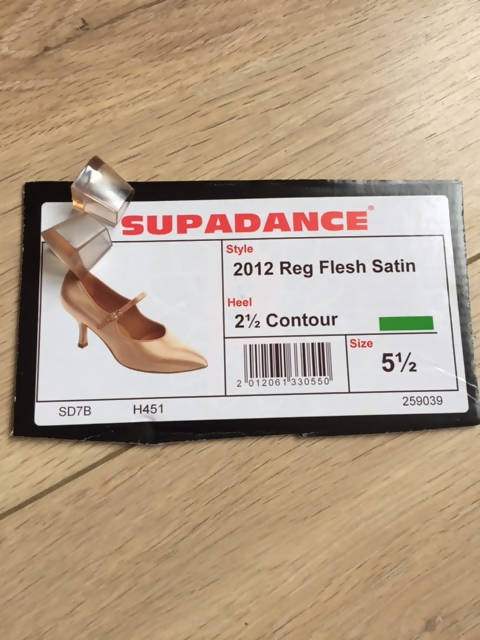 SUPADANCE®
Style
2012 Reg Flesh Satin
Heel
2½ Contour
Size
5½
2 012061 330550
SD7B H451 259039